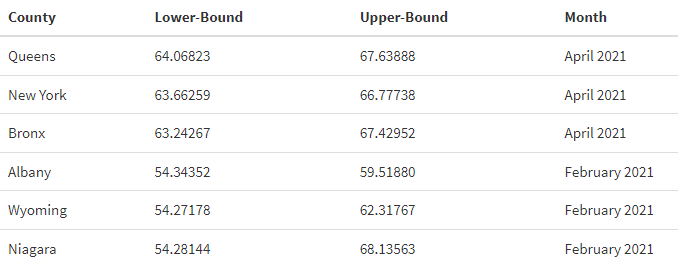 County Lower-Bound Upper-Bound Month
Queens 64.06823 67.63888 April 2021
New York 63.66259 66.77738 April 2021
Bronx 63.24267 67.42952 April 2021
Albany 54.34352 59.51880 February 2021
Wyoming 54.27178 62.31767 February 2021
Niagara 54.28144 68.13563 February 2021